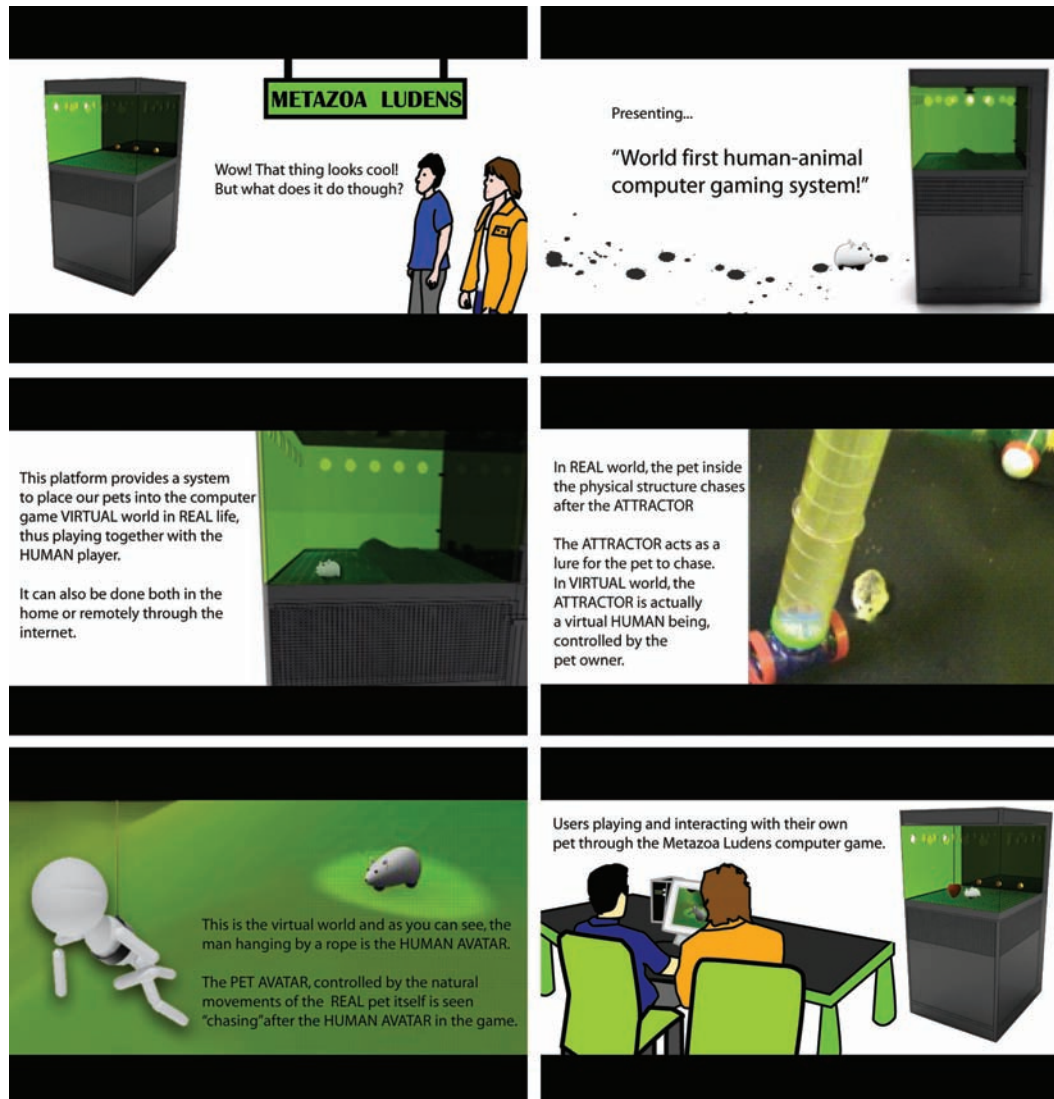 METAZOA LUDENS
Wow! That thing looks cool!
But what does it do though?
Presenting...
“World first human-animal
computer gaming system!”
This platform provides a system
to place our pets into the computer
game VIRTUAL world in REAL life,
thus playing together with the
HUMAN player.
It can also be done both in the
home or remotely through the
internet.
In REAL world, the pet inside
the physical structure chases
after the ATTRACTOR
The ATTRACTOR acts as a
lure for the pet to chase.
In VIRTUAL world, the
ATTRACTOR is actually
a virtual HUMAN being,
controlled by the
pet owner.
This is the virtual world and as you can see, the
man hanging by a rope is the HUMAN AVATAR.
The PET AVATAR, controlled by the natural
movements of the REAL pet itself is seen
“chasing”after the HUMAN AVATAR in the game.
Users playing and interacting with their own
pet through the Metazoa Ludens computer game.